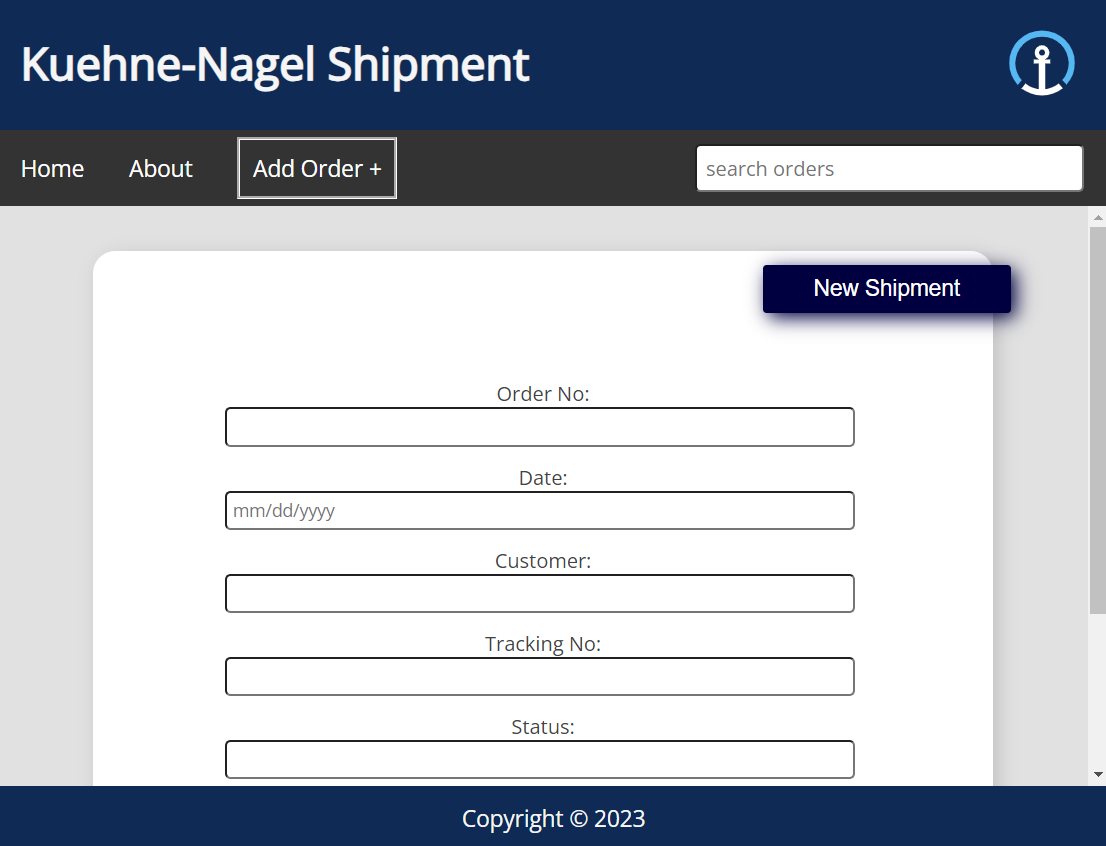 Kuehne-Nagel Shipment
Home About Add Order + search orders
New Shipment
Order No:
Date:
mm/dd/yyyy
Customer:
Tracking No:
Status:
Copyright © 2023